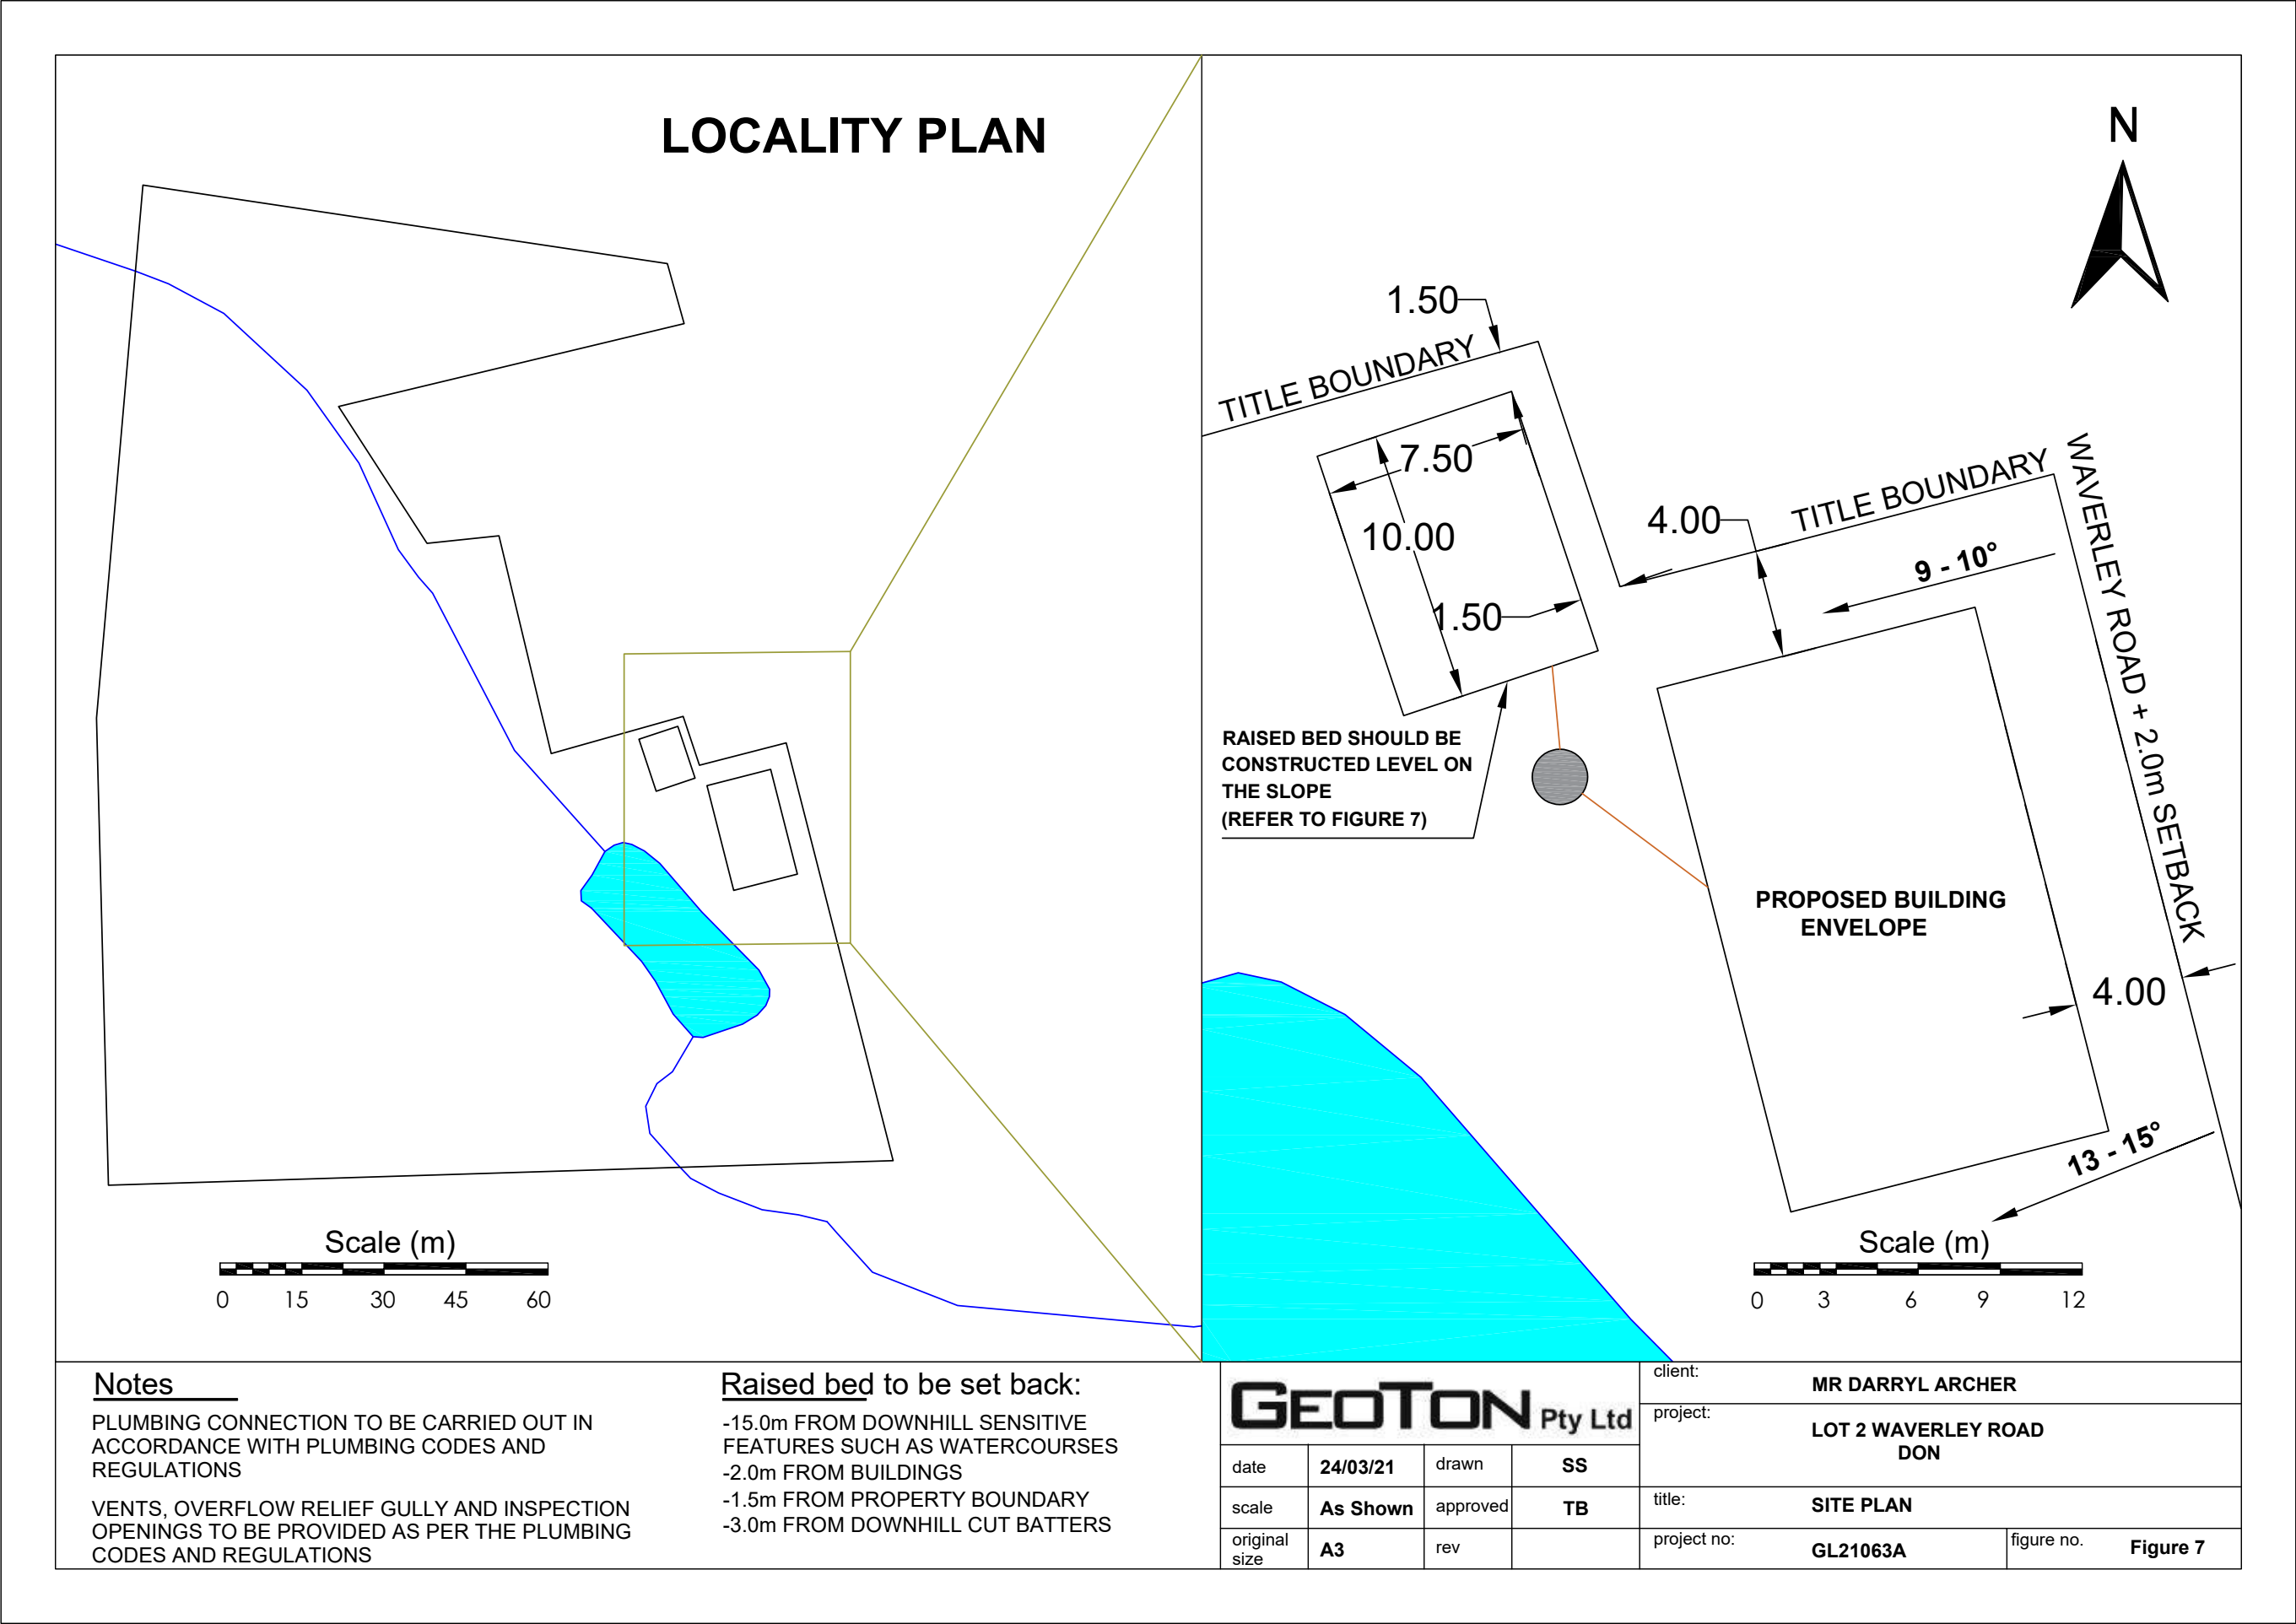 LOCALITY PLAN
N
1.50
TITLE BOUNDARY
7.50
10.00
1.50
4.00
TITLE BOUNDARY
9 - 10°
WAVERLEY ROAD + 2.0m SETBACK
RAISED BED SHOULD BE
CONSTRUCTED LEVEL ON
THE SLOPE
(REFER TO FIGURE 7)
PROPOSED BUILDING
ENVELOPE
4.00
13 - 15°
Scale (m)
0 15 30 45 60
Scale (m)
0 3 6 9 12
Notes
PLUMBING CONNECTION TO BE CARRIED OUT IN
ACCORDANCE WITH PLUMBING CODES AND
REGULATIONS
VENTS, OVERFLOW RELIEF GULLY AND INSPECTION
OPENINGS TO BE PROVIDED AS PER THE PLUMBING
CODES AND REGULATIONS
Raised bed to be set back:
-15.0m FROM DOWNHILL SENSITIVE
FEATURES SUCH AS WATERCOURSES
-2.0m FROM BUILDINGS
-1.5m FROM PROPERTY BOUNDARY
-3.0m FROM DOWNHILL CUT BATTERS
GEOTON Pty Ltd
date 24/03/21 drawn SS
scale As Shown approved TB
original size A3 rev
client: MR DARRYL ARCHER
project: LOT 2 WAVERLEY ROAD
DON
title: SITE PLAN
project no: GL21063A figure no. Figure 7